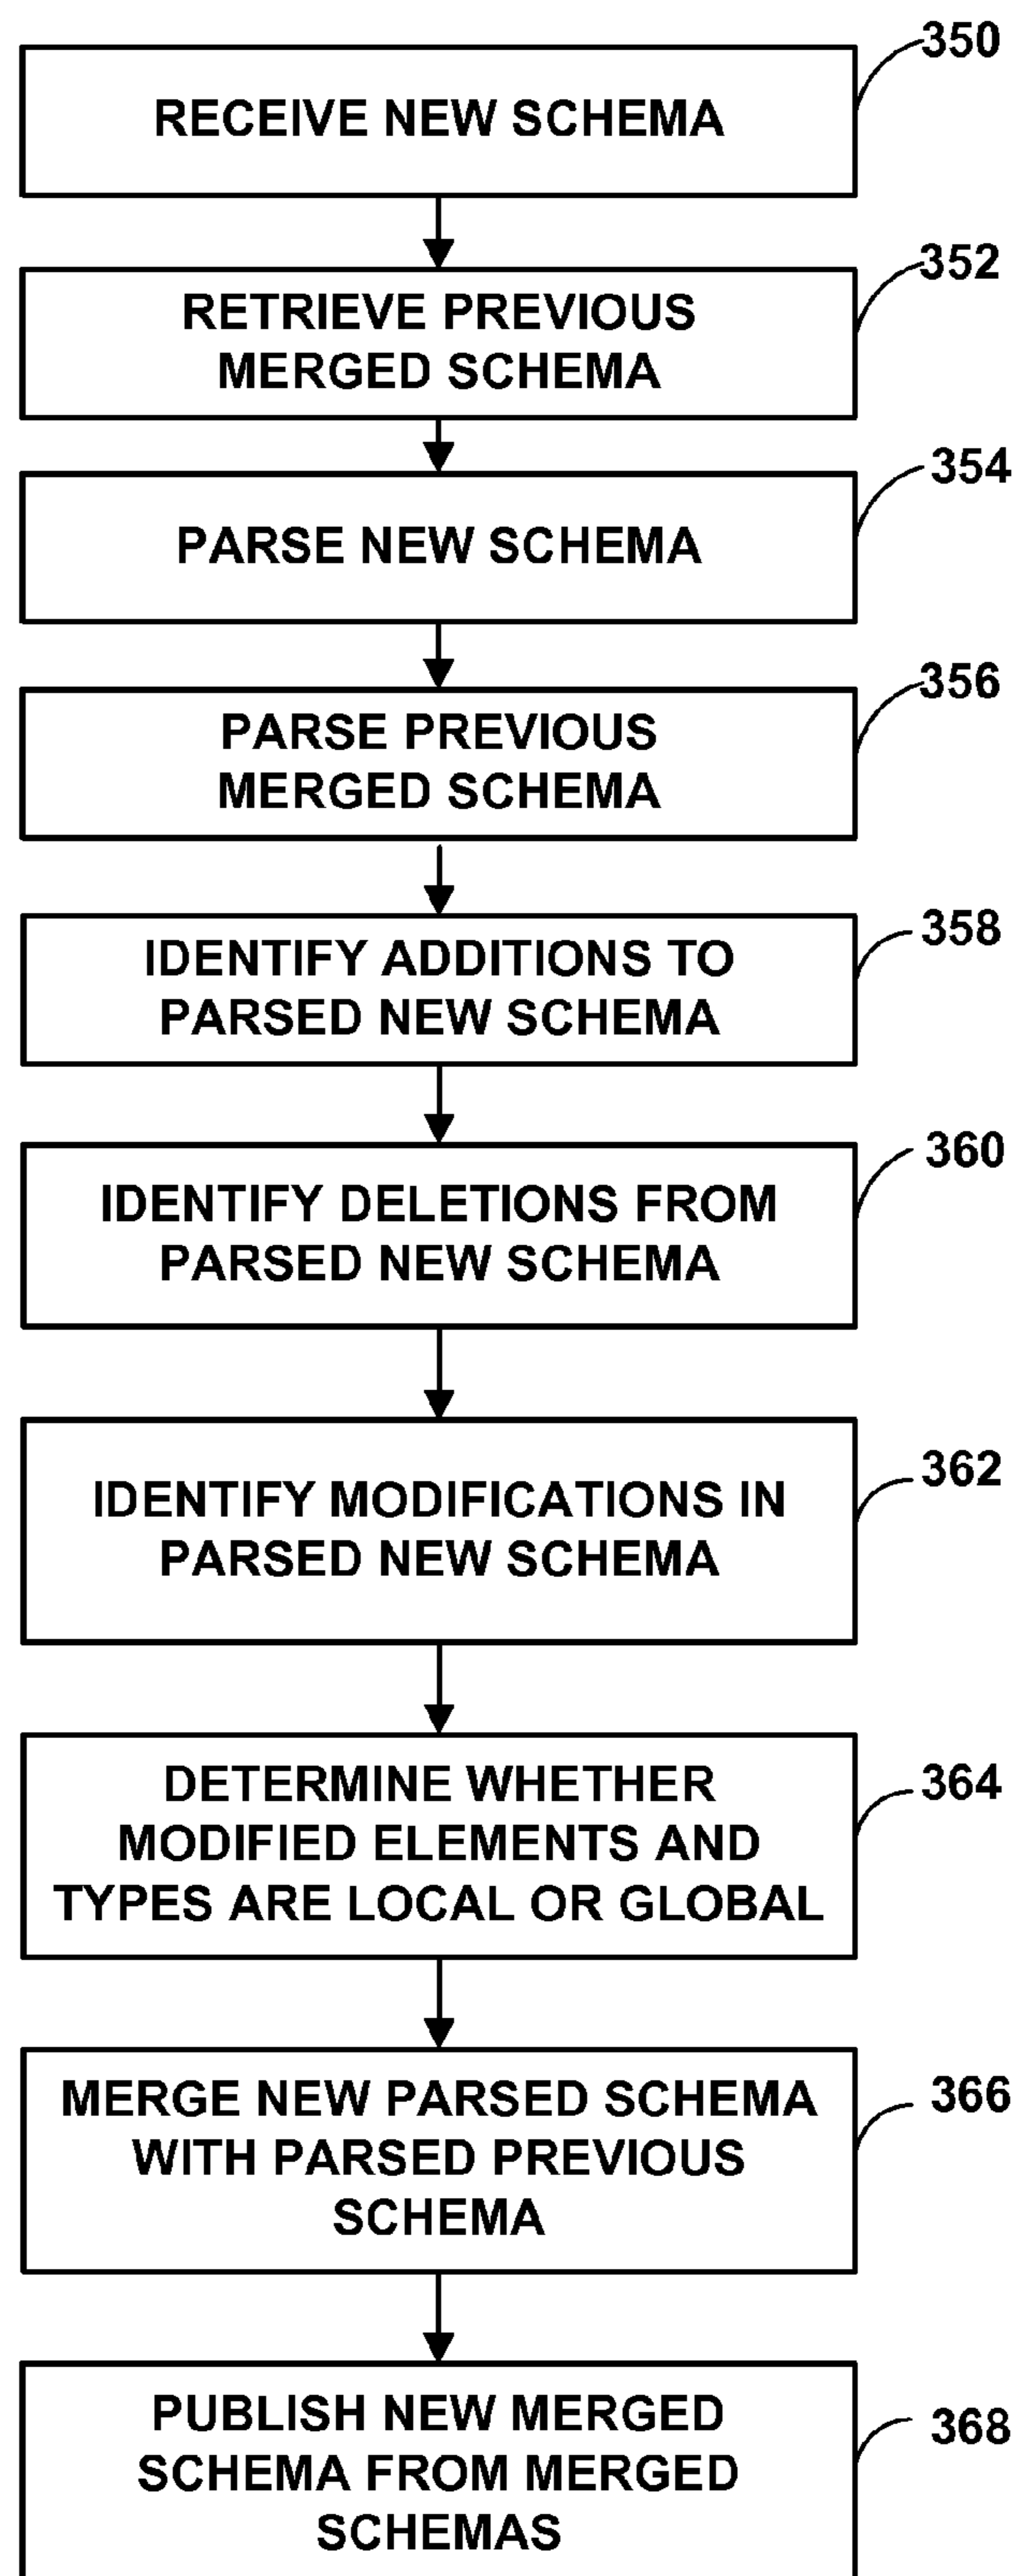 350
RECEIVE NEW SCHEMA
352
RETRIEVE PREVIOUS
MERGED SCHEMA
354
PARSE NEW SCHEMA
356
PARSE PREVIOUS
MERGED SCHEMA
358
IDENTIFY ADDITIONS TO
PARSED NEW SCHEMA
360
IDENTIFY DELETIONS FROM
PARSED NEW SCHEMA
362
IDENTIFY MODIFICATIONS IN
PARSED NEW SCHEMA
364
DETERMINE WHETHER
MODIFIED ELEMENTS AND
TYPES ARE LOCAL OR GLOBAL
366
MERGE NEW PARSED SCHEMA
WITH PARSED PREVIOUS
SCHEMA
368
PUBLISH NEW MERGED
SCHEMA FROM MERGED
SCHEMAS